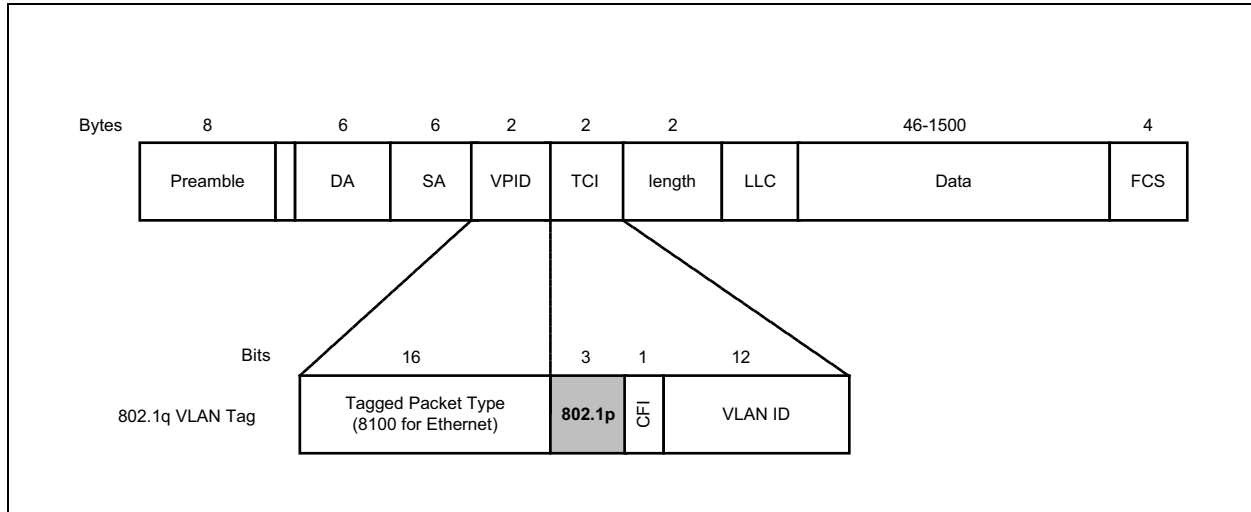 Bytes 8 6 6 2 2 2 46-1500 4
Preamble DA SA VPID TCI length LLC Data FCS
Bits 16 3 1 12
802.1q VLAN Tag
Tagged Packet Type
(8100 for Ethernet)
802.1p
CFI
VLAN ID